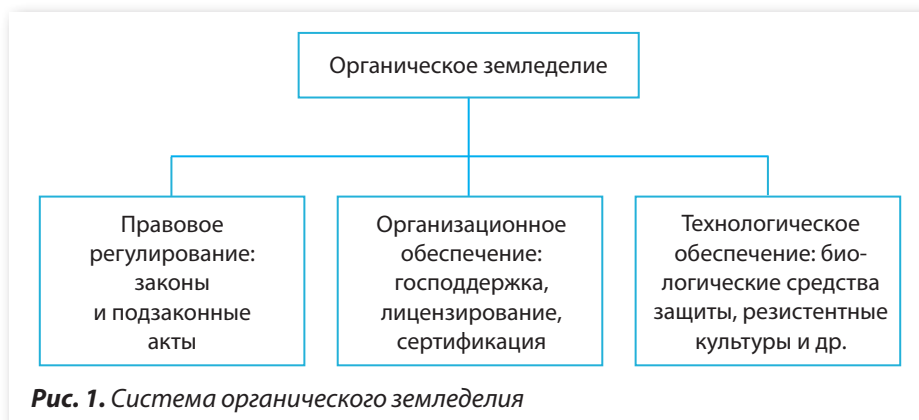 Органическое земледелие
Правовое
регулирование:
законы
и подзаконные
акты
Организационное
обеспечение:
господдержка,
лицензирование,
сертификация
Технологическое
обеспечение: био-
логические средства
защиты, резистентные
культуры и др.
Рис. 1. Система органического земледелия